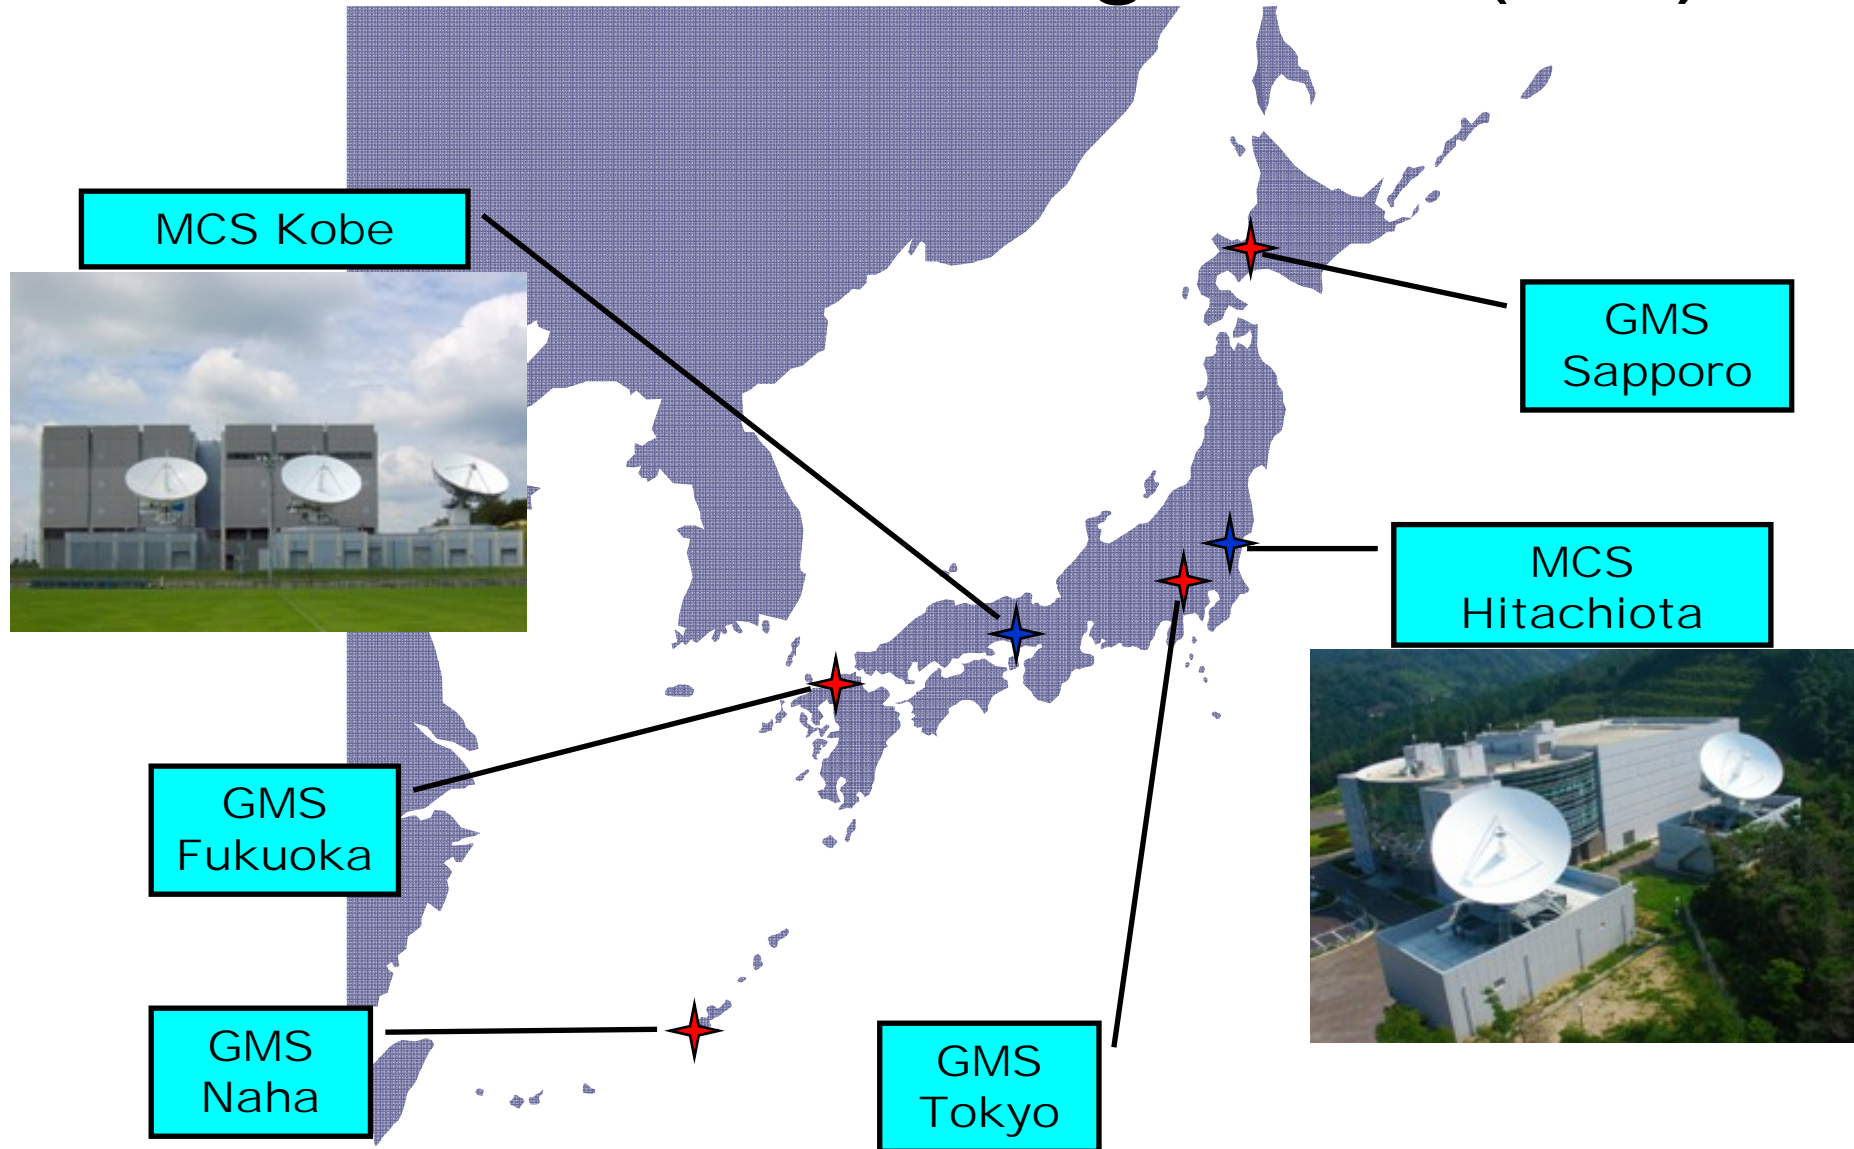 MCS Kobe
GMS
Sapporo
MCS
Hitachiota
GMS
Fukuoka
GMS
Naha
GMS
Tokyo